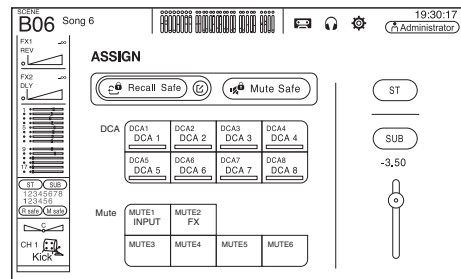 SCENE
B06 Song 6
19:30:17
Administrator
FX1
REV
-∞
FX2
DLY
-∞
1
9
17
ST SUB
12345678
123456
R safe M safe
C
CH 1
Kick
ASSIGN
Recall Safe
Mute Safe
DCA
DCA1
DCA 1
DCA2
DCA 2
DCA3
DCA 3
DCA4
DCA 4
DCA5
DCA 5
DCA6
DCA 6
DCA7
DCA 7
DCA8
DCA 8
Mute
MUTE1
INPUT
MUTE2
FX
MUTE3
MUTE4
MUTE5
MUTE6
ST
SUB
-3.50